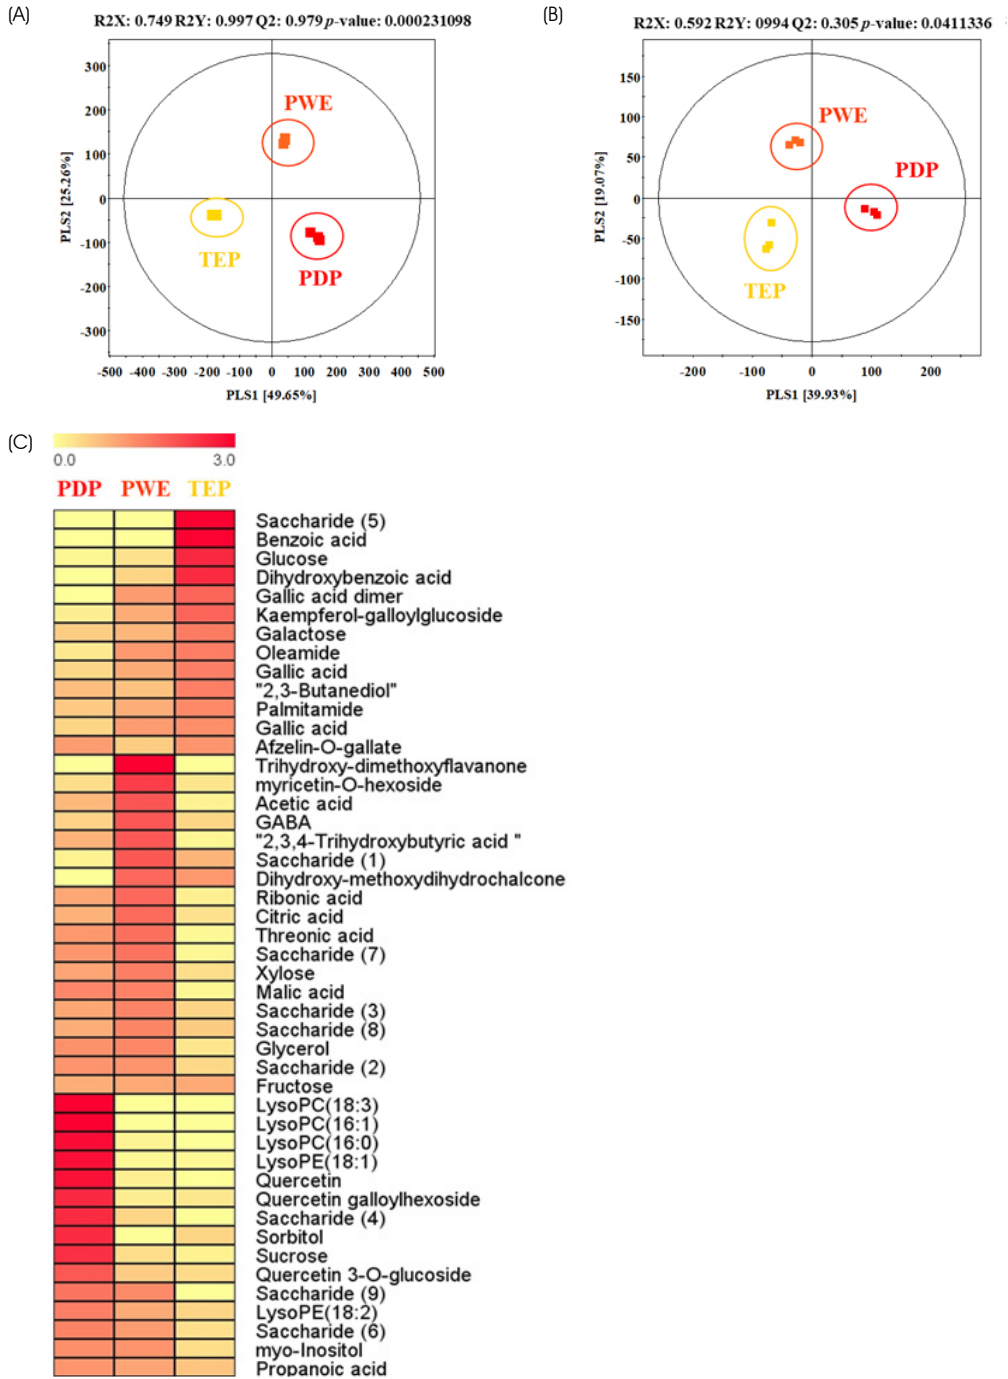 (A)
R2X: 0.749 R2Y: 0.997 Q2: 0.979 p-value: 0.000231098
300
200
100
0
-100
-200
-300
PLS2 [25.26%]
PWE
TEP
PDP
-500 -400 -300 -200 -100 0 100 200 300 400 500
PLS1 [49.65%]
(B)
R2X: 0.592 R2Y: 0994 Q2: 0.305 p-value: 0.0411336
150
100
50
0
-50
-100
-150
PLS2 [19.07%]
PWE
PDP
TEP
-200 -100 0 100 200
PLS1 [39.93%]
(C)
0.0 3.0
PDP PWE TEP
Saccharide (5)
Benzoic acid
Glucose
Dihydroxybenzoic acid
Gallic acid dimer
Kaempferol-galloylglucoside
Galactose
Oleamide
Gallic acid
"2,3-Butanediol"
Palmitamide
Gallic acid
Afzelin-O-gallate
Trihydroxy-dimethoxyflavanone
myricetin-O-hexoside
Acetic acid
GABA
"2,3,4-Trihydroxybutyric acid "
Saccharide (1)
Dihydroxy-methoxydihydrochalcone
Ribonic acid
Citric acid
Threonic acid
Saccharide (7)
Xylose
Malic acid
Saccharide (3)
Saccharide (8)
Glycerol
Saccharide (2)
Fructose
LysoPC(18:3)
LysoPC(16:1)
LysoPC(16:0)
LysoPE(18:1)
Quercetin
Quercetin galloylhexoside
Saccharide (4)
Sorbitol
Sucrose
Quercetin 3-O-glucoside
Saccharide (9)
LysoPE(18:2)
Saccharide (6)
myo-Inositol
Propanoic acid